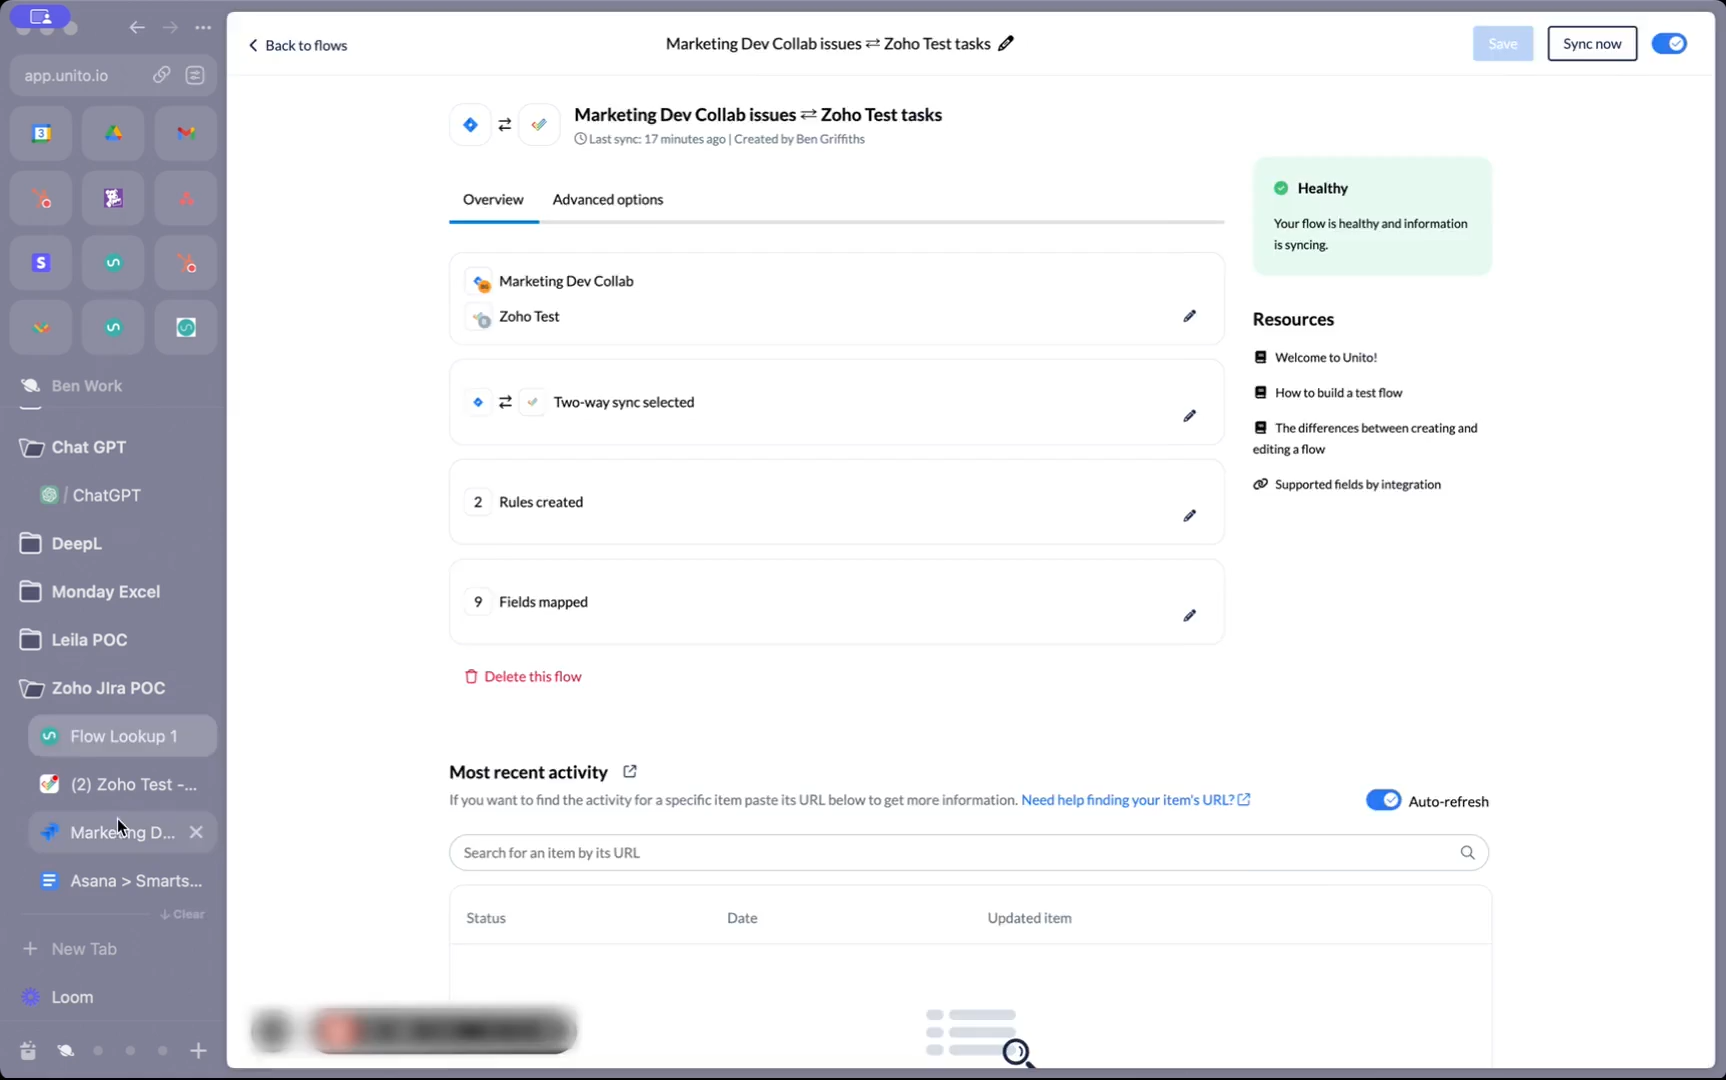 app.unito.io
3
S
Ben Work
Chat GPT
/ ChatGPT
DeepL
Monday Excel
Leila POC
Zoho JIra POC
Flow Lookup 1
(2) Zoho Test -...
Marketing D...
Asana > Smarts...
Clear
New Tab
Loom
Back to flows
Marketing Dev Collab issues ⇄ Zoho Test tasks
Save
Sync now
Marketing Dev Collab issues ⇄ Zoho Test tasks
Last sync: 17 minutes ago | Created by Ben Griffiths
Overview
Advanced options
Marketing Dev Collab
Zoho Test
Two-way sync selected
2 Rules created
9 Fields mapped
Delete this flow
Healthy
Your flow is healthy and information
is syncing.
Resources
Welcome to Unito!
How to build a test flow
The differences between creating and
editing a flow
Supported fields by integration
Most recent activity
If you want to find the activity for a specific item paste its URL below to get more information. Need help finding your item's URL?
Auto-refresh
Search for an item by its URL
Status
Date
Updated item